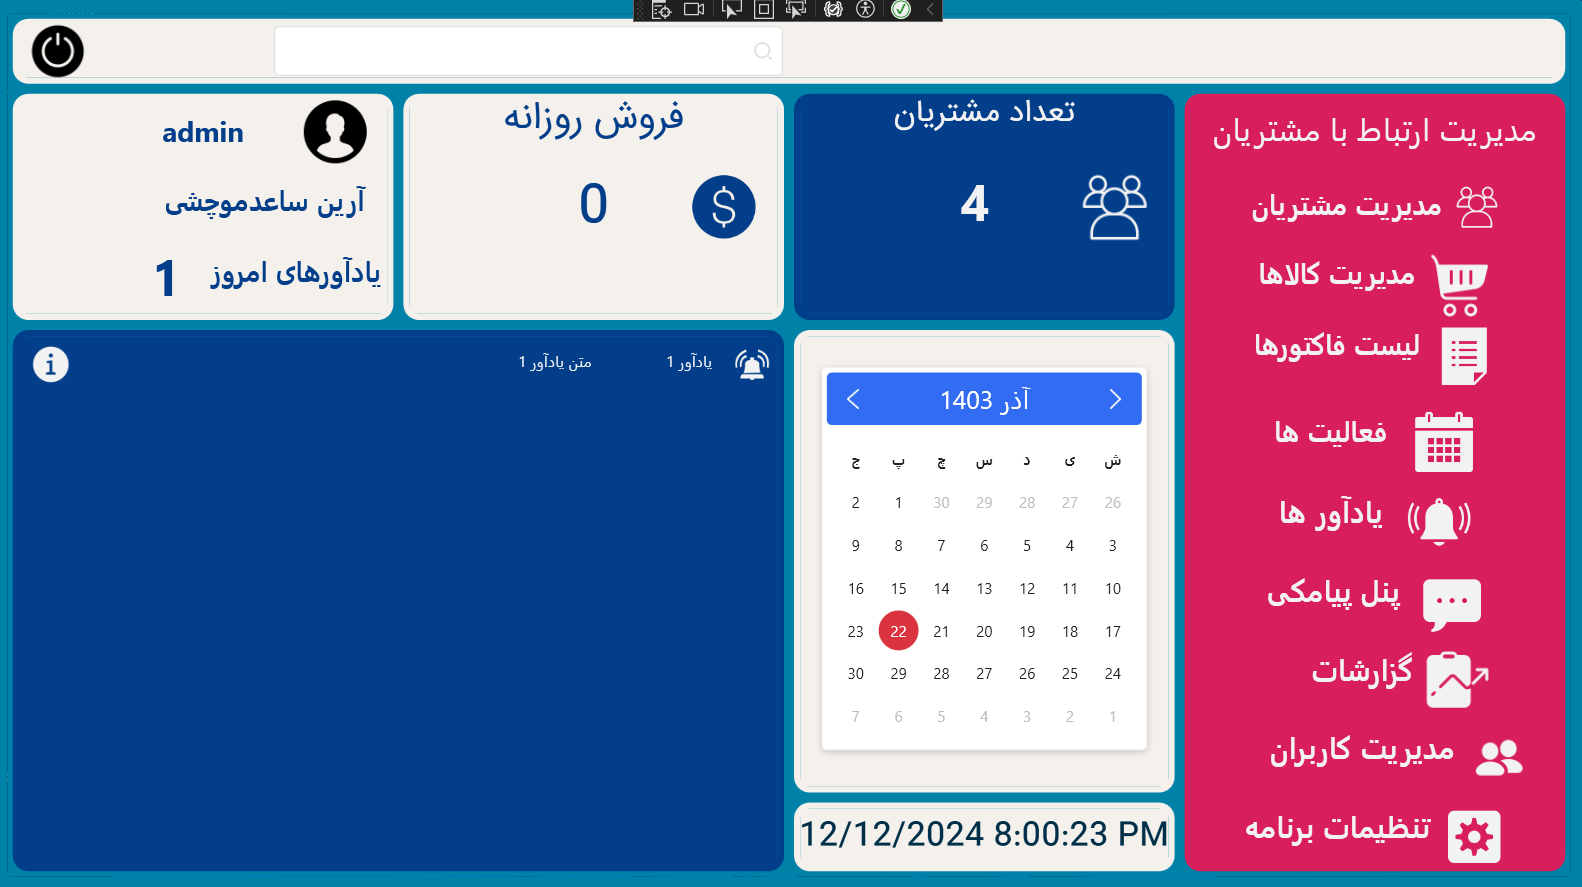 مدیریت ارتباط با مشتریان
مدیریت مشتریان
مدیریت کالاها
لیست فاکتورها
فعالیت ها
یادآور ها
پنل پیامکی
گزارشات
مدیریت کاربران
تنظیمات برنامه
تعداد مشتریان
4
فروش روزانه
0
admin
آرین ساعدموچشی
یادآورهای امروز 1
یادآور 1 متن یادآور 1
آذر 1403
ش ی د س چ پ ج
26 27 28 29 30 1 2
3 4 5 6 7 8 9
10 11 12 13 14 15 16
17 18 19 20 21 22 23
24 25 26 27 28 29 30
1 2 3 4 5 6 7
12/12/2024 8:00:23 PM